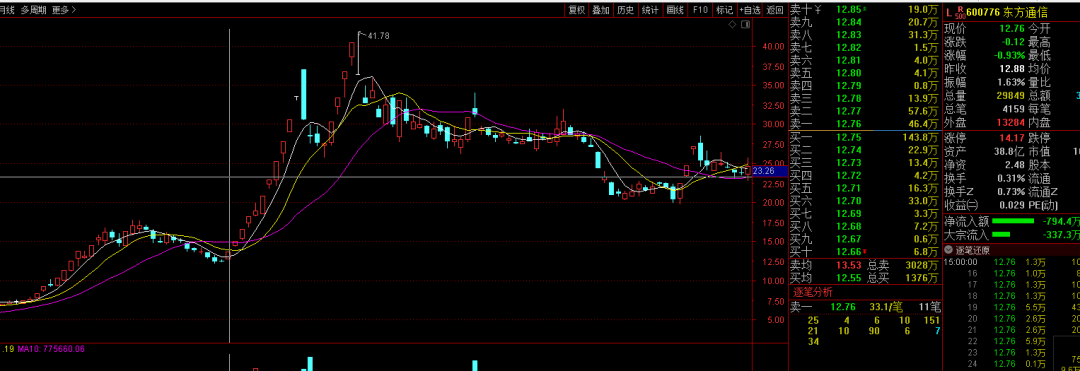 月线 多周期 更多>
复权 叠加 历史 统计 画线 F10 标记 +自选 返回
41.78
40.00
37.50
35.00
32.50
30.00
27.50
25.00
23.26
22.50
20.00
17.50
15.00
12.50
10.00
7.50
5.00
.19 MA10: 775660.06
卖十 12.85 19.0万
卖九 12.84 20.7万
卖八 12.83 31.3万
卖七 12.82 1.5万
卖六 12.81 4.0万
卖五 12.80 4.1万
卖四 12.79 0.8万
卖三 12.78 13.9万
卖二 12.77 57.6万
卖一 12.76 46.4万
买一 12.75 143.8万
买二 12.74 22.9万
买三 12.73 13.4万
买四 12.72 4.2万
买五 12.71 16.3万
买六 12.70 33.0万
买七 12.69 3.3万
买八 12.68 7.2万
买九 12.67 0.6万
买十 12.66 6.8万
卖均 13.53 总卖 3028万
买均 12.55 总买 1376万
逐笔分析
卖一 12.76 33.1/笔 11笔
25 4 6 10 151
21 10 90 6 7
34
L R 500 600776 东方通信
现价 12.76 今开
涨跌 -0.12 最高
涨幅 -0.93% 最低
昨收 12.88 均价
振幅 1.63% 量比
总量 29849 总额
总笔 4159 每笔
外盘 13284 内盘
涨停 14.17 跌停
资产 38.8亿 市值
净资 2.48 股本
换手 0.31% 流通
换手Z 0.73% 流通Z
收益㈡ 0.029 PE(动)
净流入额 -794.4万
大宗流入 -337.3万
逐笔还原
15:00:00 12.76 1.3万
16 12.76 1.0万
17 12.76 1.3万
18 12.76 1.3万
19 12.76 5.5万
20 12.76 2.6万
21 12.76 2.6万
22 12.76 5.9万
23 12.76 1.3万
24 12.76 0.1万